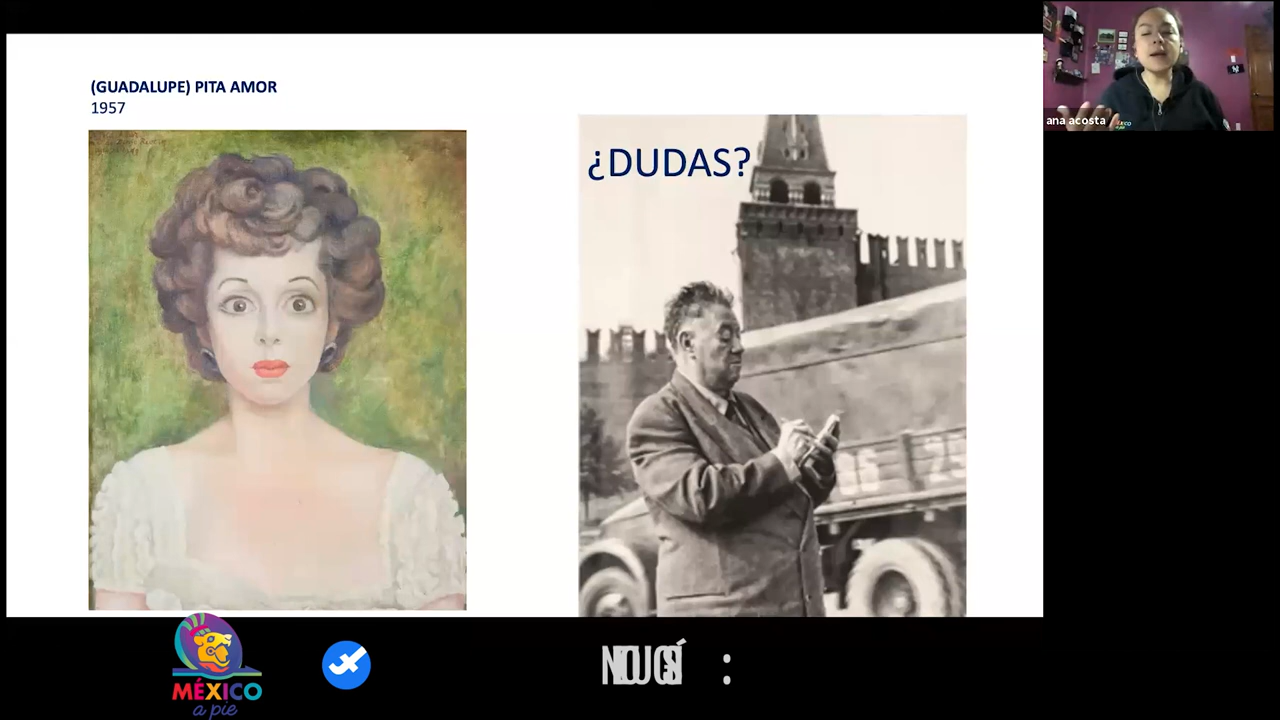 (GUADALUPE) PITA AMOR
1957
¿DUDAS?
ana acosta
MÉXICO
a pie